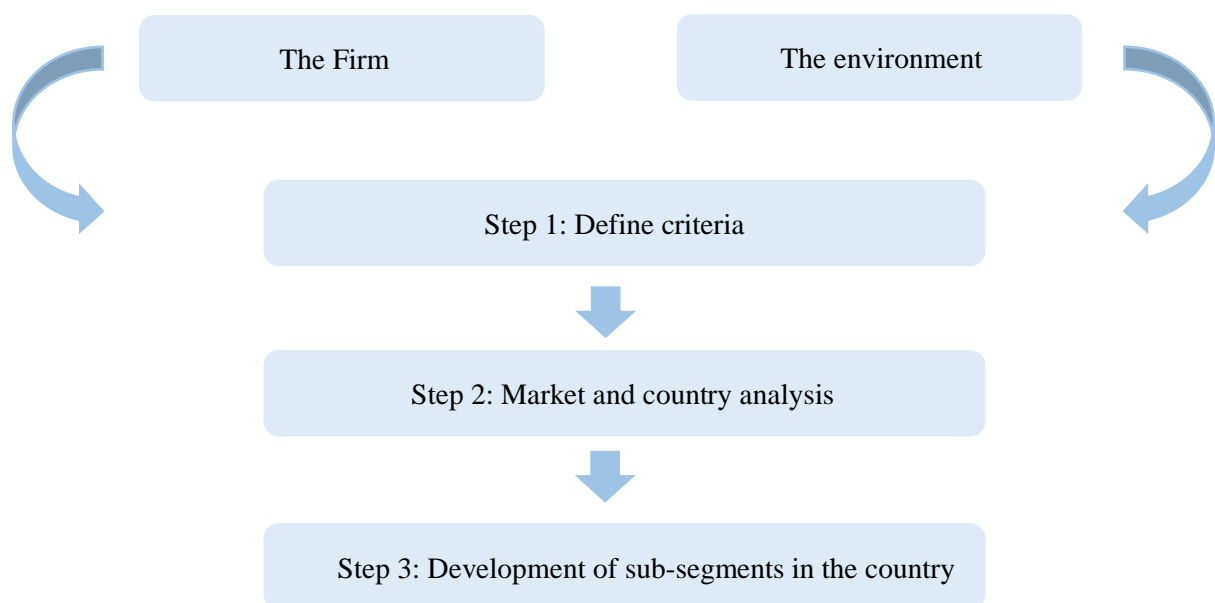 The Firm
The environment
Step 1: Define criteria
Step 2: Market and country analysis
Step 3: Development of sub-segments in the country